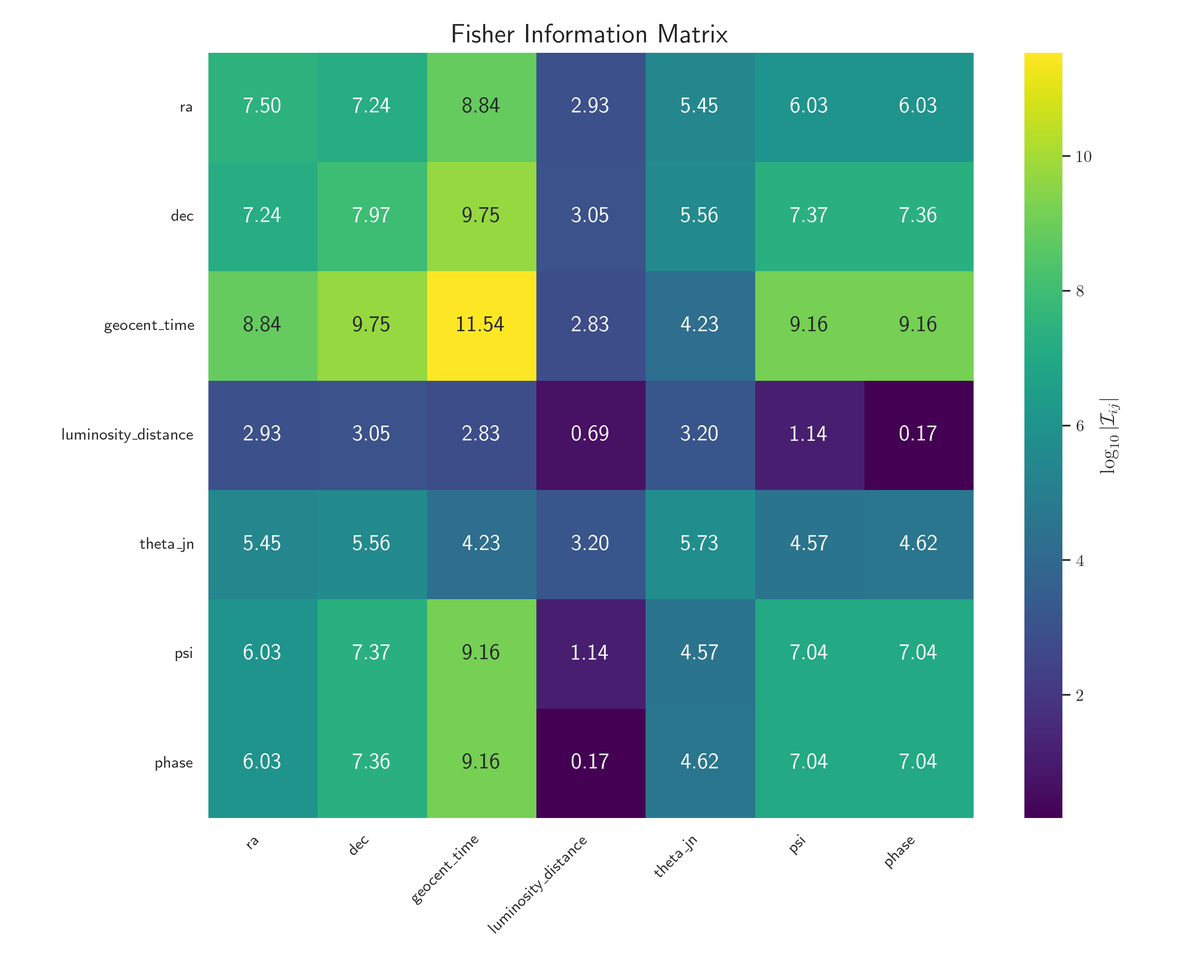 Fisher Information Matrix
ra 7.50 7.24 8.84 2.93 5.45 6.03 6.03
dec 7.24 7.97 9.75 3.05 5.56 7.37 7.36
geocent_time 8.84 9.75 11.54 2.83 4.23 9.16 9.16
luminosity_distance 2.93 3.05 2.83 0.69 3.20 1.14 0.17
theta_jn 5.45 5.56 4.23 3.20 5.73 4.57 4.62
psi 6.03 7.37 9.16 1.14 4.57 7.04 7.04
phase 6.03 7.36 9.16 0.17 4.62 7.04 7.04
ra dec geocent_time luminosity_distance theta_jn psi phase
10
8
6
4
2
log₁₀ |ℐᵢⱼ|